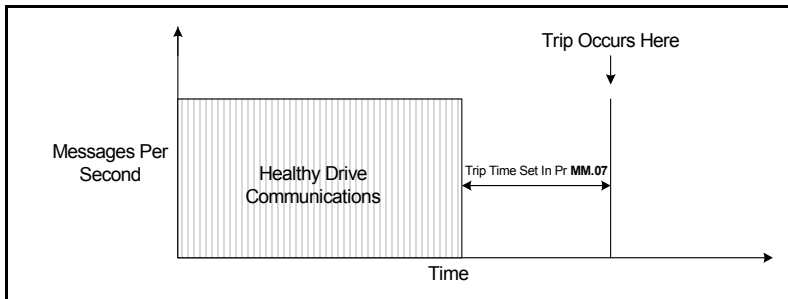 Trip Occurs Here
Messages Per
Second
Healthy Drive
Communications
Trip Time Set In Pr MM.07
Time